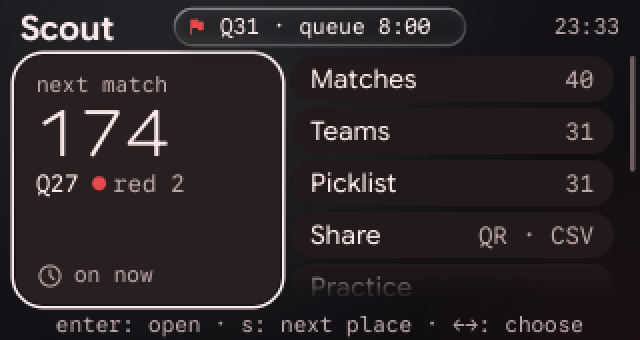 Scout
Q31 · queue 8:00
23:33
next match
174
Q27 red 2
on now
Matches 40
Teams 31
Picklist 31
Share QR · CSV
Practice
enter: open · s: next place · ↔: choose